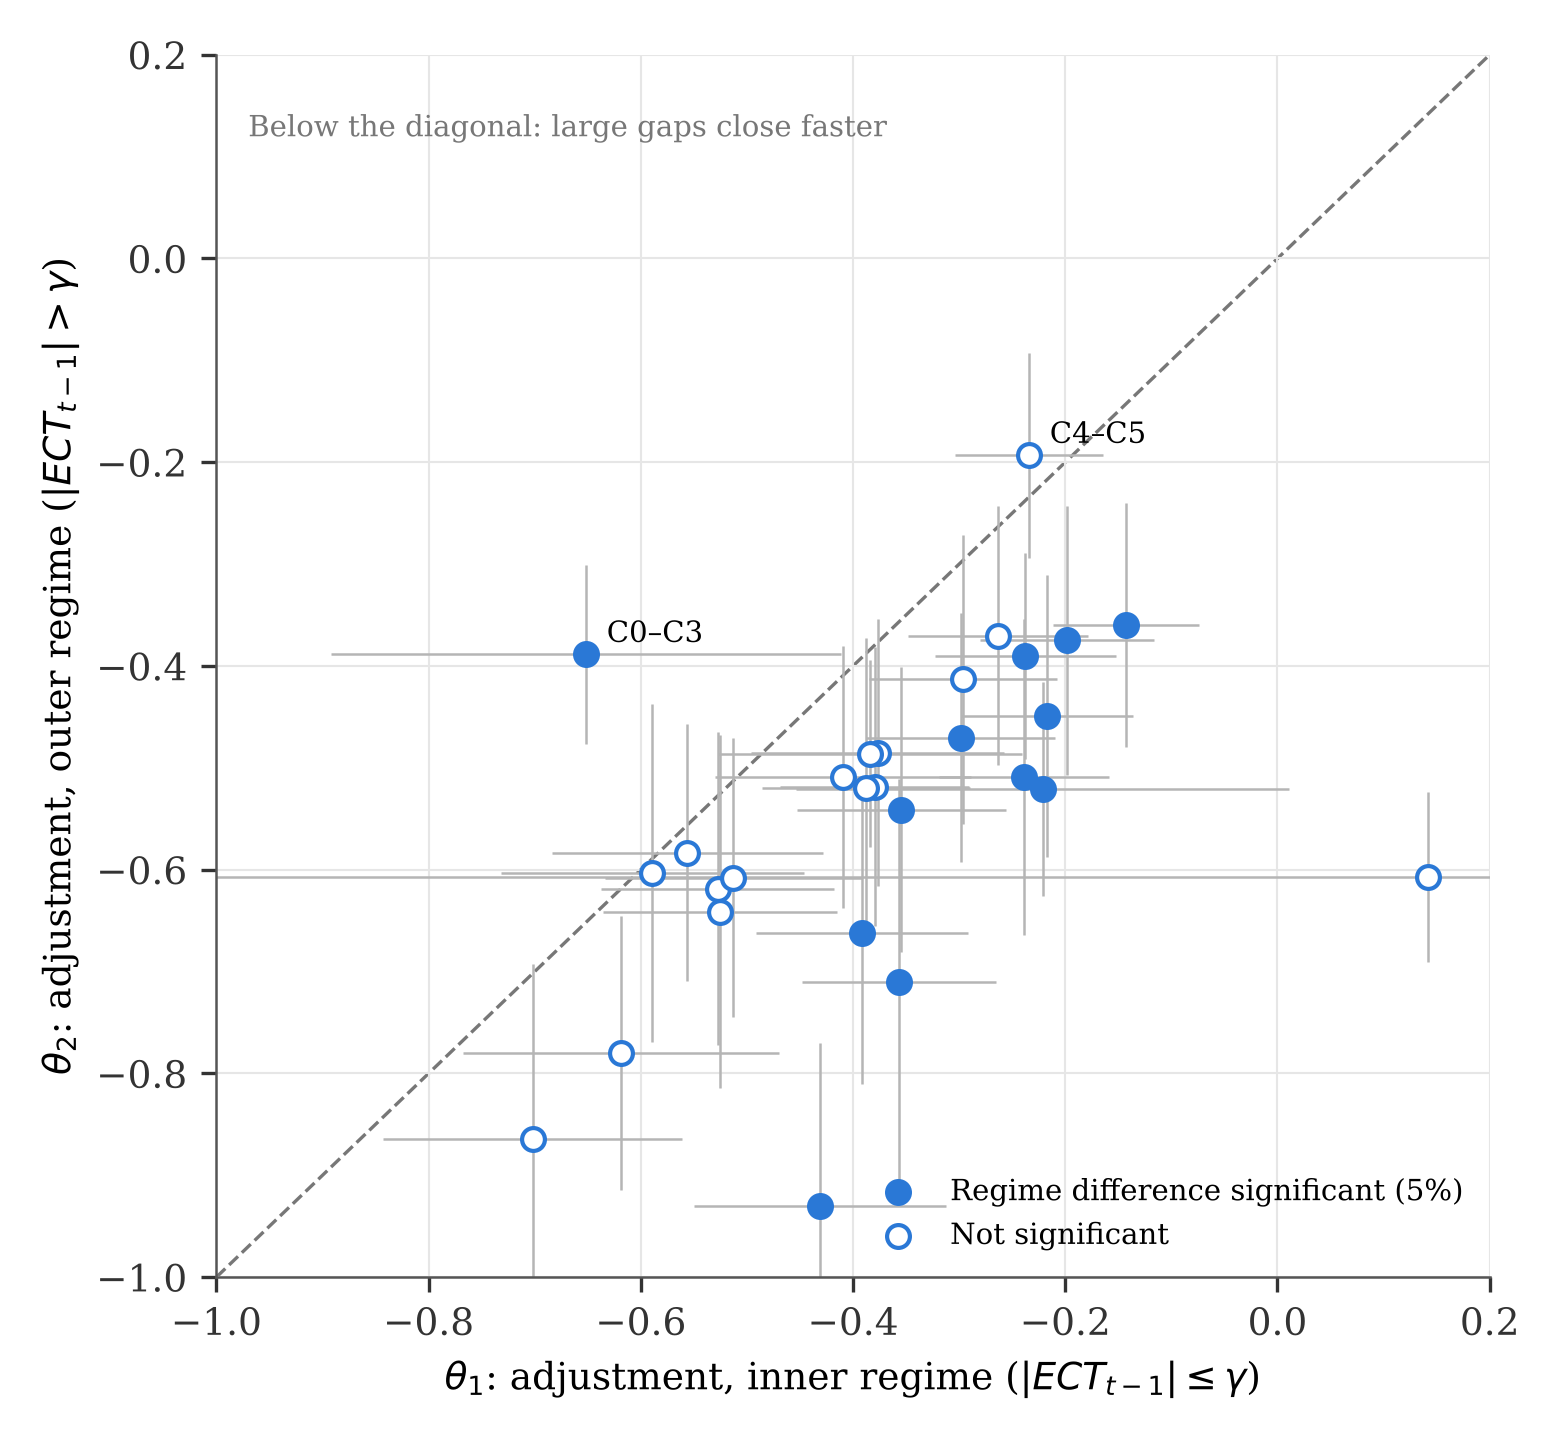 0.2
0.0
−0.2
−0.4
−0.6
−0.8
−1.0
θ₂: adjustment, outer regime (|ECTₜ₋₁| > γ)
Below the diagonal: large gaps close faster
C4–C5
C0–C3
Regime difference significant (5%)
Not significant
−1.0 −0.8 −0.6 −0.4 −0.2 0.0 0.2
θ₁: adjustment, inner regime (|ECTₜ₋₁| ≤ γ)